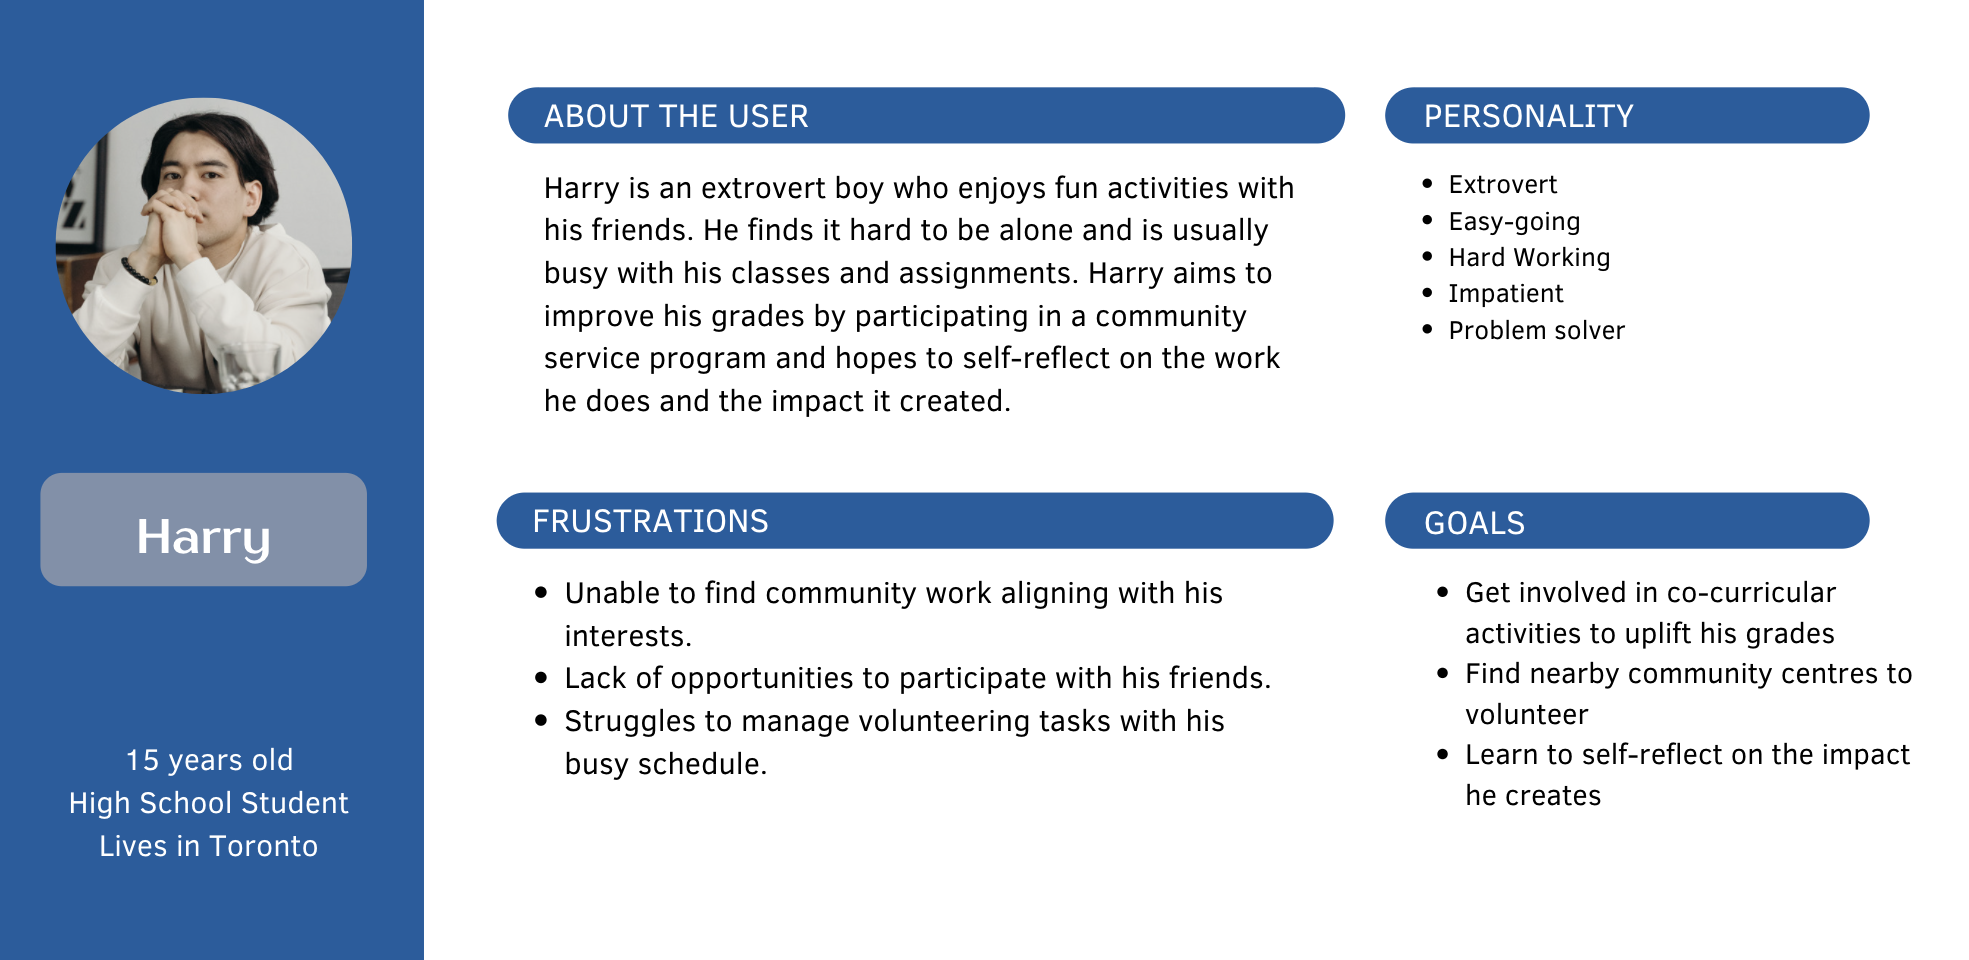 Harry
15 years old
High School Student
Lives in Toronto
ABOUT THE USER
Harry is an extrovert boy who enjoys fun activities with
his friends. He finds it hard to be alone and is usually
busy with his classes and assignments. Harry aims to
improve his grades by participating in a community
service program and hopes to self-reflect on the work
he does and the impact it created.
PERSONALITY
• Extrovert
• Easy-going
• Hard Working
• Impatient
• Problem solver
FRUSTRATIONS
• Unable to find community work aligning with his
interests.
• Lack of opportunities to participate with his friends.
• Struggles to manage volunteering tasks with his
busy schedule.
GOALS
• Get involved in co-curricular
activities to uplift his grades
• Find nearby community centres to
volunteer
• Learn to self-reflect on the impact
he creates